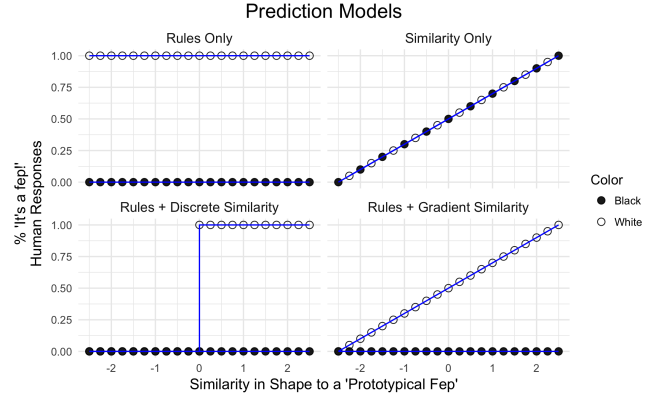 Prediction Models
Rules Only
Similarity Only
1.00
0.75
0.50
0.25
0.00
Rules + Discrete Similarity
Rules + Gradient Similarity
1.00
0.75
0.50
0.25
0.00
-2 -1 0 1 2
-2 -1 0 1 2
Similarity in Shape to a 'Prototypical Fep'
% 'It's a fep!'
Human Responses
Color
Black
White